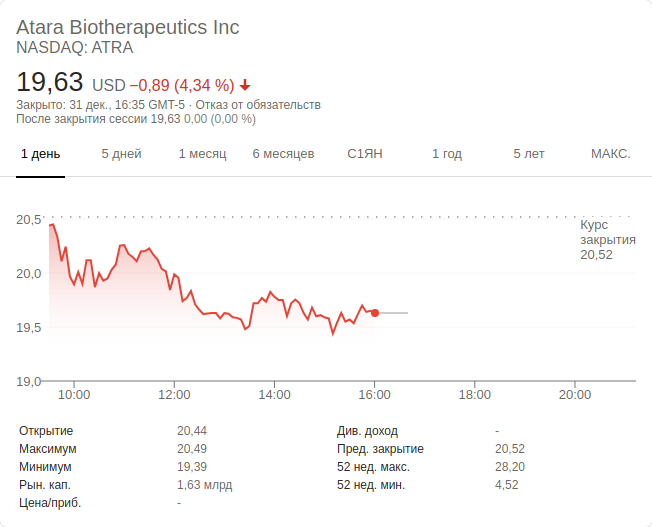 Atara Biotherapeutics Inc
NASDAQ: ATRA
19,63 USD −0,89 (4,34 %)
Закрыто: 31 дек., 16:35 GMT-5 · Отказ от обязательств
После закрытия сессии 19,63 0,00 (0,00 %)
1 день 5 дней 1 месяц 6 месяцев С1ЯН 1 год 5 лет МАКС.
20,5
20,0
19,5
19,0
Курс
закрытия
20,52
10:00 12:00 14:00 16:00 18:00 20:00
Открытие 20,44 Див. доход -
Максимум 20,49 Пред. закрытие 20,52
Минимум 19,39 52 нед. макс. 28,20
Рын. кап. 1,63 млрд 52 нед. мин. 4,52
Цена/приб. -